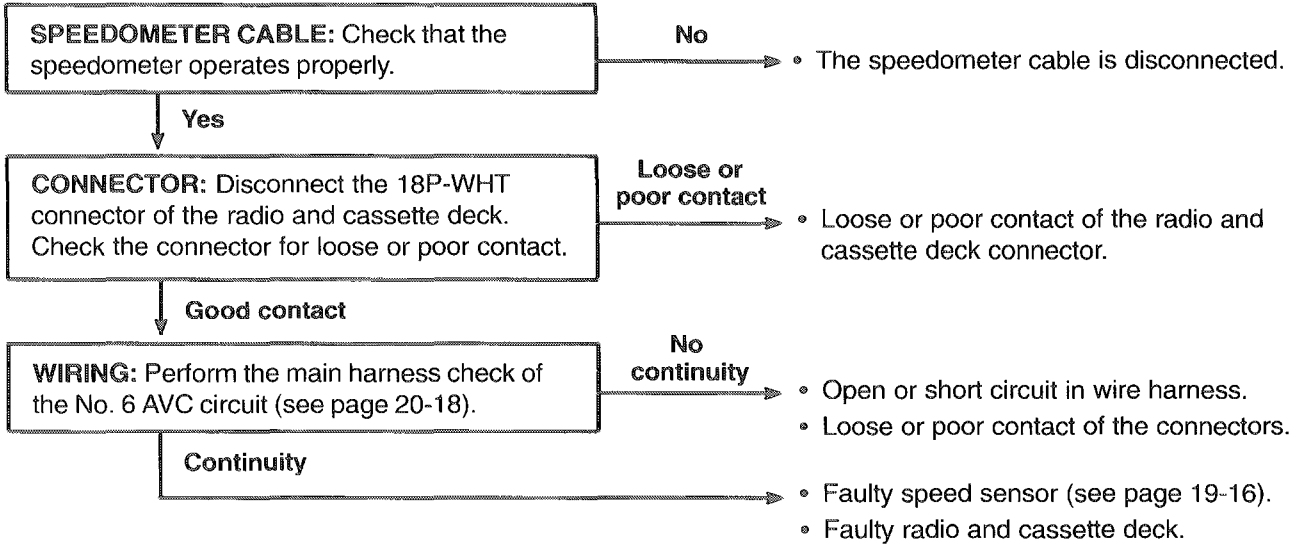 SPEEDOMETER CABLE: Check that the
speedometer operates properly.
No
• The speedometer cable is disconnected.
Yes
CONNECTOR: Disconnect the 18P-WHT
connector of the radio and cassette deck.
Check the connector for loose or poor contact.
Loose or
poor contact
• Loose or poor contact of the radio and
cassette deck connector.
Good contact
WIRING: Perform the main harness check of
the No. 6 AVC circuit (see page 20-18).
No
continuity
• Open or short circuit in wire harness.
• Loose or poor contact of the connectors.
Continuity
• Faulty speed sensor (see page 19-16).
• Faulty radio and cassette deck.